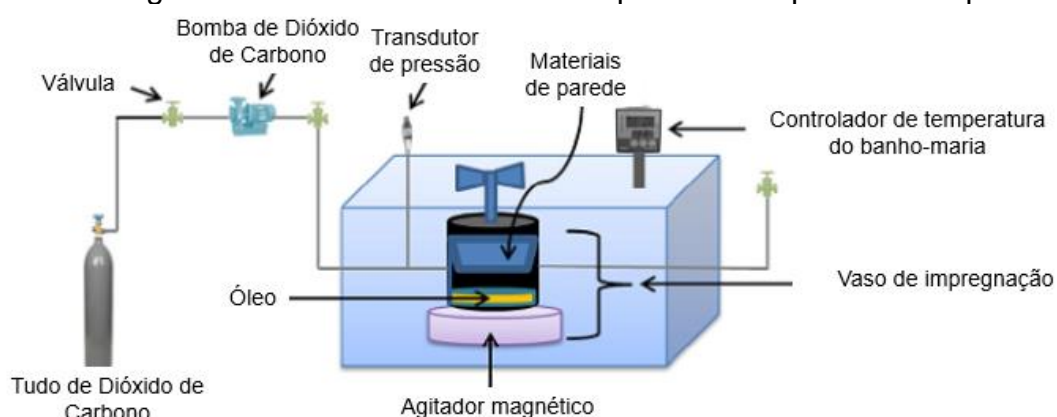 Bomba de Dióxido
de Carbono
Transdutor
de pressão
Materiais
de parede
Válvula
Controlador de temperatura
do banho-maria
Vaso de impregnação
Óleo
Tudo de Dióxido de
Carbono
Agitador magnético